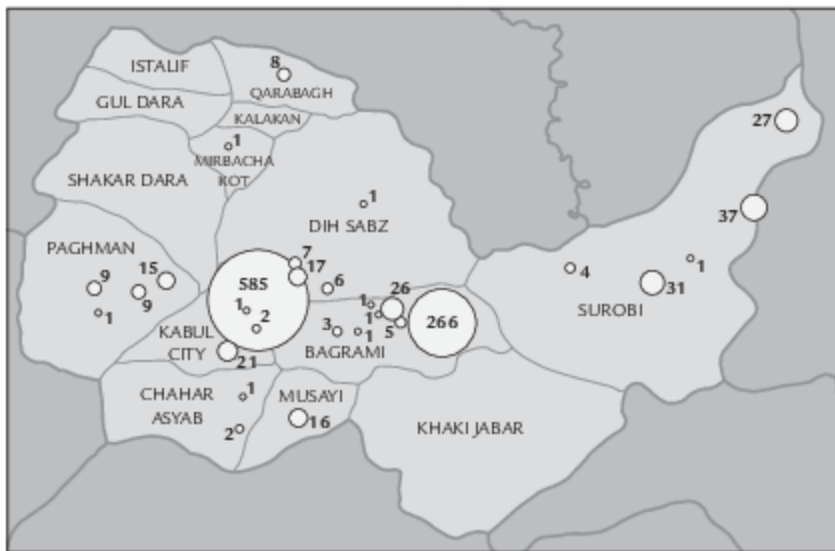 ISTALIF
8
QARABAGH
GUL DARA
KALAKAN
1
MIRBACHA
KOT
SHAKAR DARA
27
1
DIH SABZ
37
PAGHMAN
7
17
15
9
9
1
585
1
2
6
26
1
1
5
3
1
266
4
1
31
SUROBI
KABUL
CITY
21
BAGRAMI
CHAHAR
ASYAB
1
2
MUSAYI
16
KHAKI JABAR